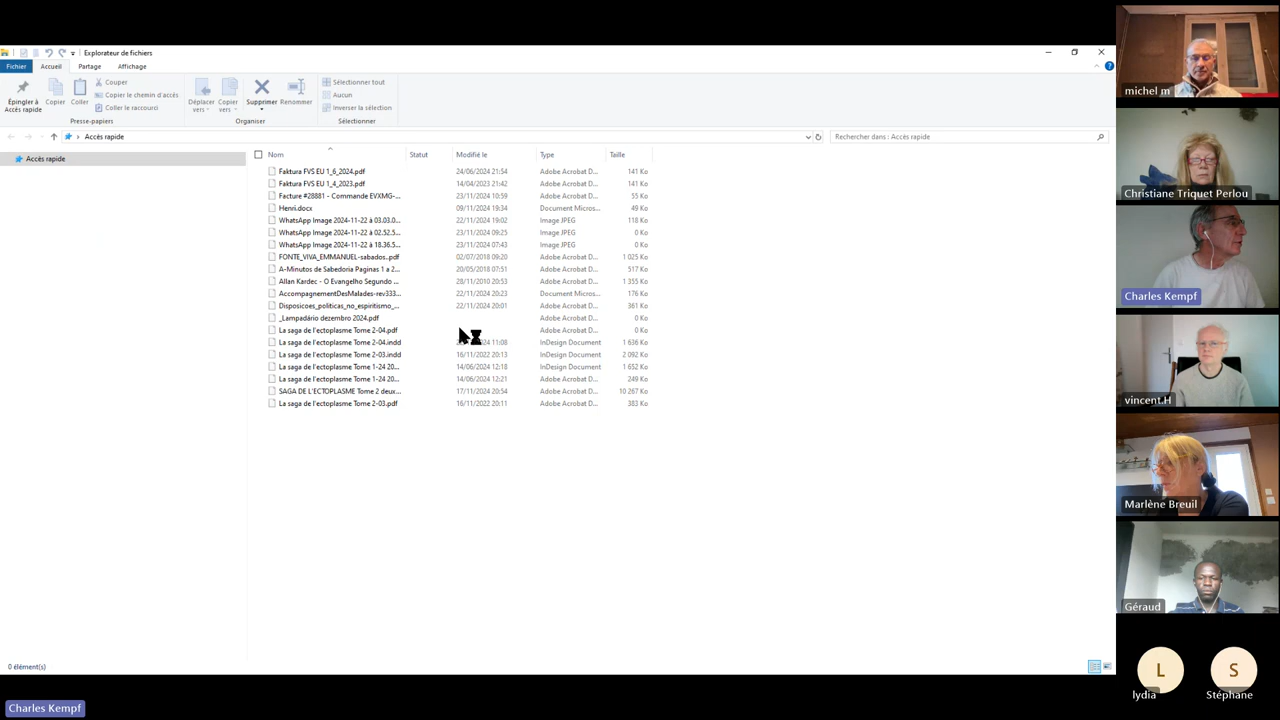 Explorateur de fichiers
Fichier Accueil Partage Affichage
Épingler à Accès rapide
Copier
Coller
Couper
Copier le chemin d'accès
Coller le raccourci
Presse-papiers
Déplacer vers
Copier vers
Supprimer
Renommer
Organiser
Sélectionner tout
Aucun
Inverser la sélection
Sélectionner
Accès rapide
Rechercher dans : Accès rapide
Accès rapide
Nom Statut Modifié le Type Taille
Faktura FVS EU 1_6_2024.pdf 24/06/2024 21:54 Adobe Acrobat D... 141 Ko
Faktura FVS EU 1_4_2023.pdf 14/04/2023 21:42 Adobe Acrobat D... 141 Ko
Facture #28881 - Commande EVXMG-... 23/11/2024 10:59 Adobe Acrobat D... 55 Ko
Henri.docx 09/11/2024 19:34 Document Micros... 49 Ko
WhatsApp Image 2024-11-22 à 03.03.0... 22/11/2024 19:02 Image JPEG 118 Ko
WhatsApp Image 2024-11-22 à 02.52.5... 23/11/2024 09:25 Image JPEG 0 Ko
WhatsApp Image 2024-11-22 à 18.36.5... 23/11/2024 07:43 Image JPEG 0 Ko
FONTE_VIVA_EMMANUEL-sabados..pdf 02/07/2018 09:20 Adobe Acrobat D... 1 025 Ko
A-Minutos de Sabedoria Paginas 1 a 2... 20/05/2018 07:51 Adobe Acrobat D... 517 Ko
Allan Kardec - O Evangelho Segundo ... 28/11/2010 20:53 Adobe Acrobat D... 1 355 Ko
AccompagnementDesMalades-rev333... 22/11/2024 20:23 Document Micros... 176 Ko
Disposicoes_politicas_no_espiritismo_... 22/11/2024 20:01 Adobe Acrobat D... 361 Ko
_Lampadário dezembro 2024.pdf Adobe Acrobat D... 0 Ko
La saga de l'ectoplasme Tome 2-04.pdf Adobe Acrobat D... 0 Ko
La saga de l'ectoplasme Tome 2-04.indd 11:08 InDesign Document 1 636 Ko
La saga de l'ectoplasme Tome 2-03.indd 16/11/2022 20:13 InDesign Document 2 092 Ko
La saga de l'ectoplasme Tome 1-24 20... 14/06/2024 12:18 InDesign Document 1 652 Ko
La saga de l'ectoplasme Tome 1-24 20... 14/06/2024 12:21 Adobe Acrobat D... 249 Ko
SAGA DE L'ECTOPLASME Tome 2 deux... 17/11/2024 20:54 Adobe Acrobat D... 10 267 Ko
La saga de l'ectoplasme Tome 2-03.pdf 16/11/2022 20:11 Adobe Acrobat D... 383 Ko
0 élément(s)
Charles Kempf
michel m
Christiane Triquet Perlou
Charles Kempf
vincent.H
Marlène Breuil
Géraud
L
lydia
S
Stéphane